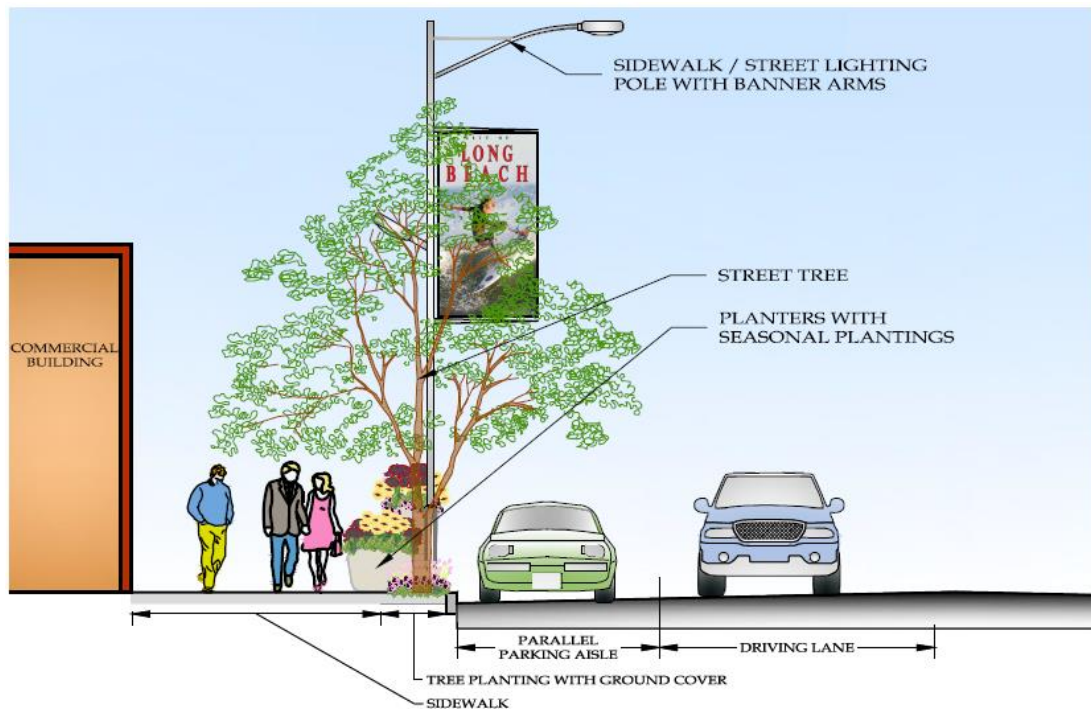 SIDEWALK / STREET LIGHTING
POLE WITH BANNER ARMS
LONG
BEACH
STREET TREE
PLANTERS WITH
SEASONAL PLANTINGS
COMMERCIAL
BUILDING
PARALLEL
PARKING AISLE
DRIVING LANE
TREE PLANTING WITH GROUND COVER
SIDEWALK